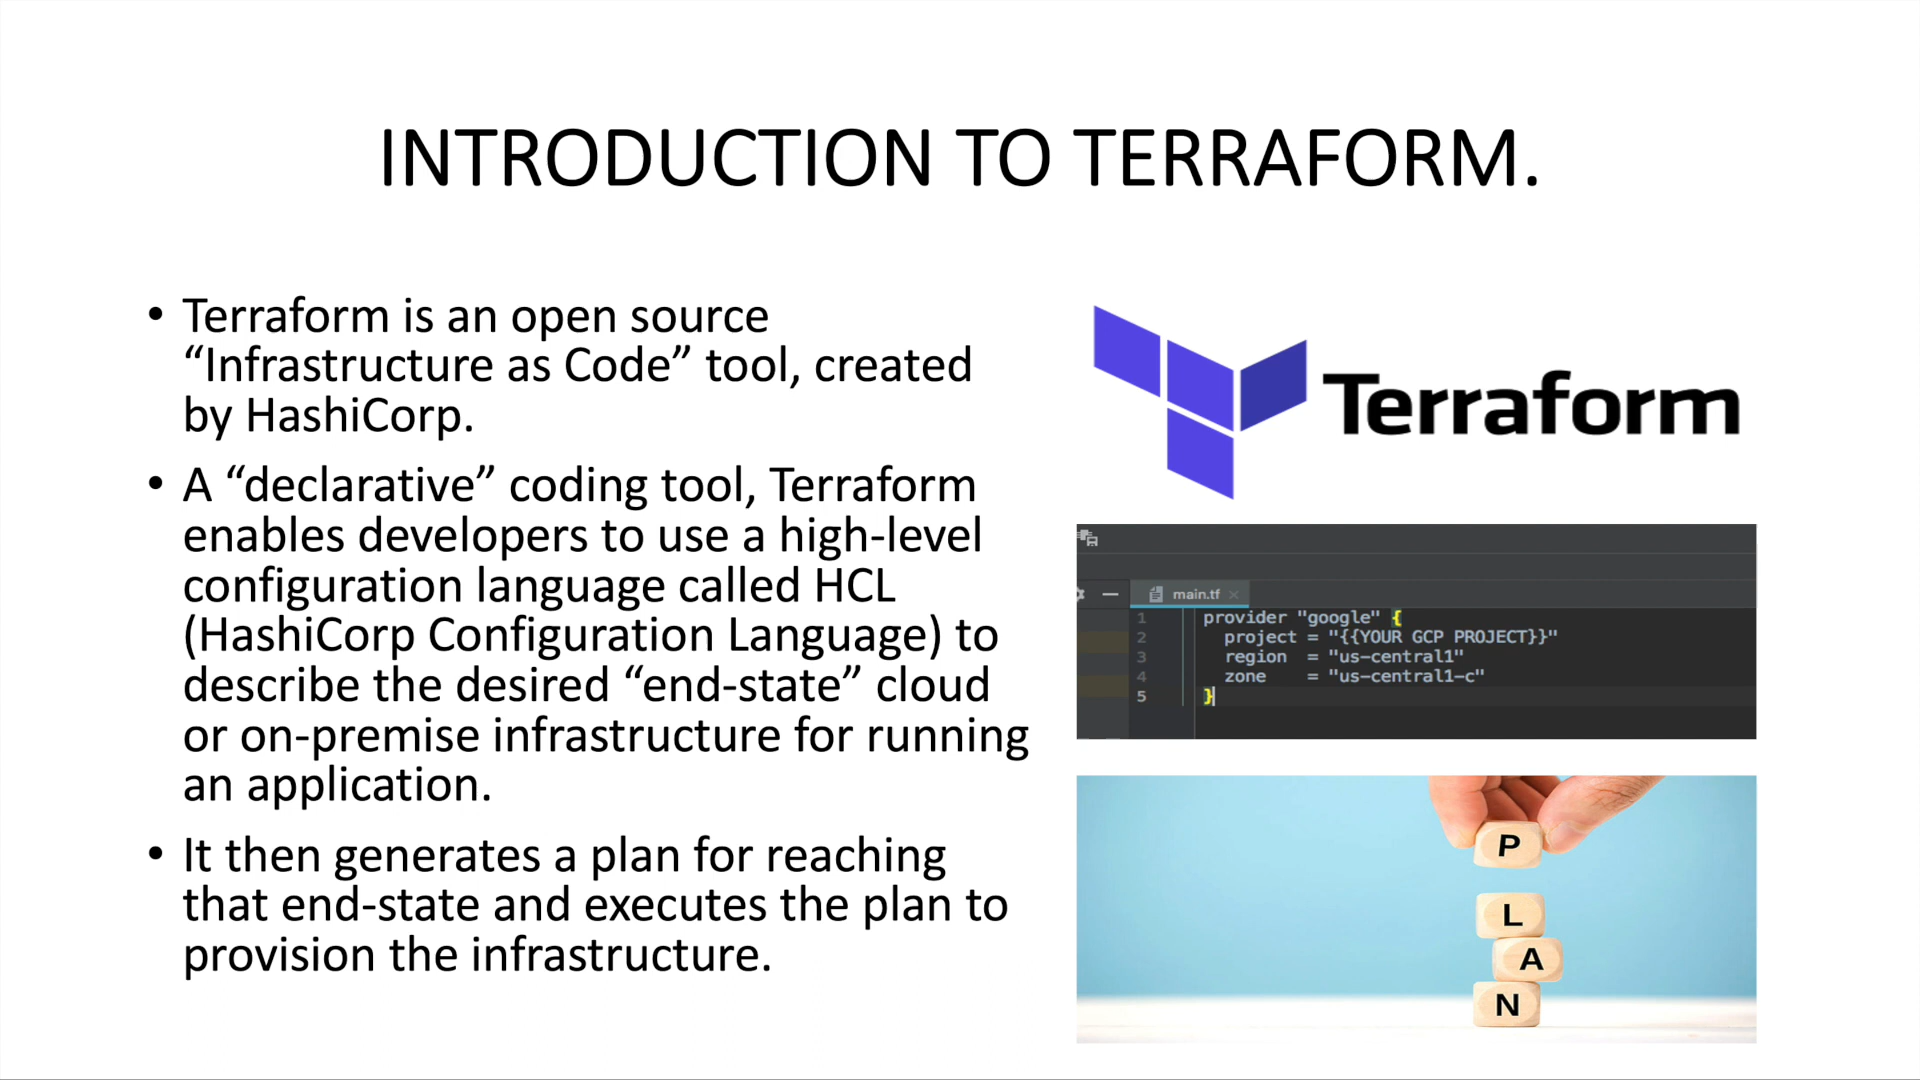 INTRODUCTION TO TERRAFORM.
• Terraform is an open source
“Infrastructure as Code” tool, created
by HashiCorp.
• A “declarative” coding tool, Terraform
enables developers to use a high-level
configuration language called HCL
(HashiCorp Configuration Language) to
describe the desired “end-state” cloud
or on-premise infrastructure for running
an application.
• It then generates a plan for reaching
that end-state and executes the plan to
provision the infrastructure.
Terraform
main.tf
1 provider "google" {
2 project = "{{YOUR GCP PROJECT}}"
3 region = "us-central1"
4 zone = "us-central1-c"
5 }
P
L
A
N